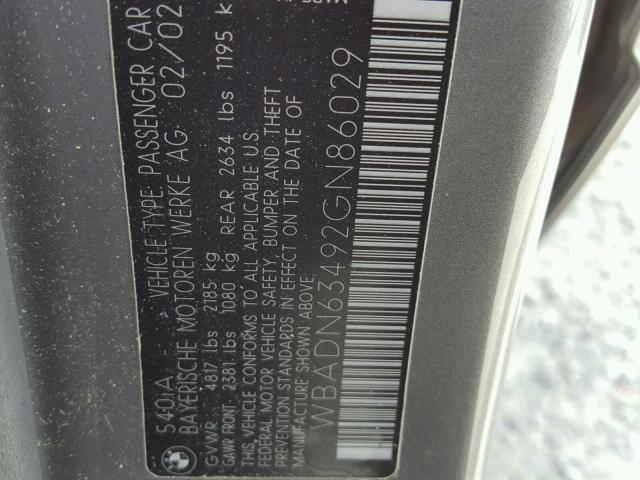 540iA VEHICLE TYPE: PASSENGER CAR
BAYERISCHE MOTOREN WERKE AG: 02/02
GVWR 4817 lbs 2185 kg
GAWR FRONT 2381 lbs 1080 kg REAR 2634 lbs 1195 k
THIS VEHICLE CONFORMS TO ALL APPLICABLE U.S.
FEDERAL MOTOR VEHICLE SAFETY, BUMPER AND THEFT
PREVENTION STANDARDS IN EFFECT ON THE DATE OF
MANUFACTURE SHOWN ABOVE.
WBADN63492GN86029